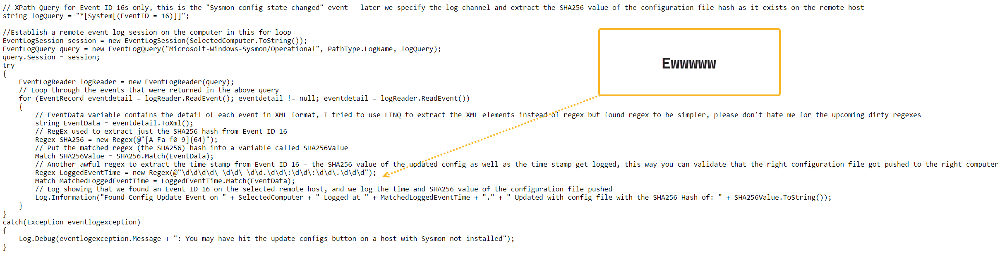 // XPath Query for Event ID 16s only, this is the "Sysmon config state changed" event - later we specify the log channel and extract the SHA256 value of the configuration file hash as it exists on the remote host
string logQuery = "*[System[(EventID = 16)]]";
//Establish a remote event log session on the computer in this for loop
EventLogSession session = new EventLogSession(SelectedComputer.ToString());
EventLogQuery query = new EventLogQuery("Microsoft-Windows-Sysmon/Operational", PathType.LogName, logQuery);
query.Session = session;
try
{
    EventLogReader logReader = new EventLogReader(query);
    // Loop through the events that were returned in the above query
    for (EventRecord eventdetail = logReader.ReadEvent(); eventdetail != null; eventdetail = logReader.ReadEvent())
    {
        // EventData variable contains the detail of each event in XML format, I tried to use LINQ to extract the XML elements instead of regex but found regex to be simpler, please don't hate me for the upcoming dirty regexes
        string EventData = eventdetail.ToXml();
        // RegEx used to extract just the SHA256 hash from Event ID 16
        Regex SHA256 = new Regex(@"[A-Fa-f0-9]{64}");
        // Put the matched regex (the SHA256) hash into a variable called SHA256Value
        Match SHA256Value = SHA256.Match(EventData);
        // Another awful regex to extract the time stamp from Event ID 16 - the SHA256 value of the updated config as well as the time stamp get logged, this way you can validate that the right configuration file got pushed to the right computer
        Regex LoggedEventTime = new Regex(@"\d\d\d\d\-\d\d\-\d\d.\d\d\:\d\d\:\d\d\.\d\d\d");
        Match MatchedLoggedEventTime = LoggedEventTime.Match(EventData);
        // Log showing that we found an Event ID 16 on the selected remote host, and we log the time and SHA256 value of the configuration file pushed
        Log.Information("Found Config Update Event on " + SelectedComputer + " Logged at " + MatchedLoggedEventTime + "." + " Updated with config file with the SHA256 Hash of: " + SHA256Value.ToString());
    }
}
catch(Exception eventlogexception)
{
    Log.Debug(eventlogexception.Message + ": You may have hit the update configs button on a host with Sysmon not installed");
}
Ewwwww